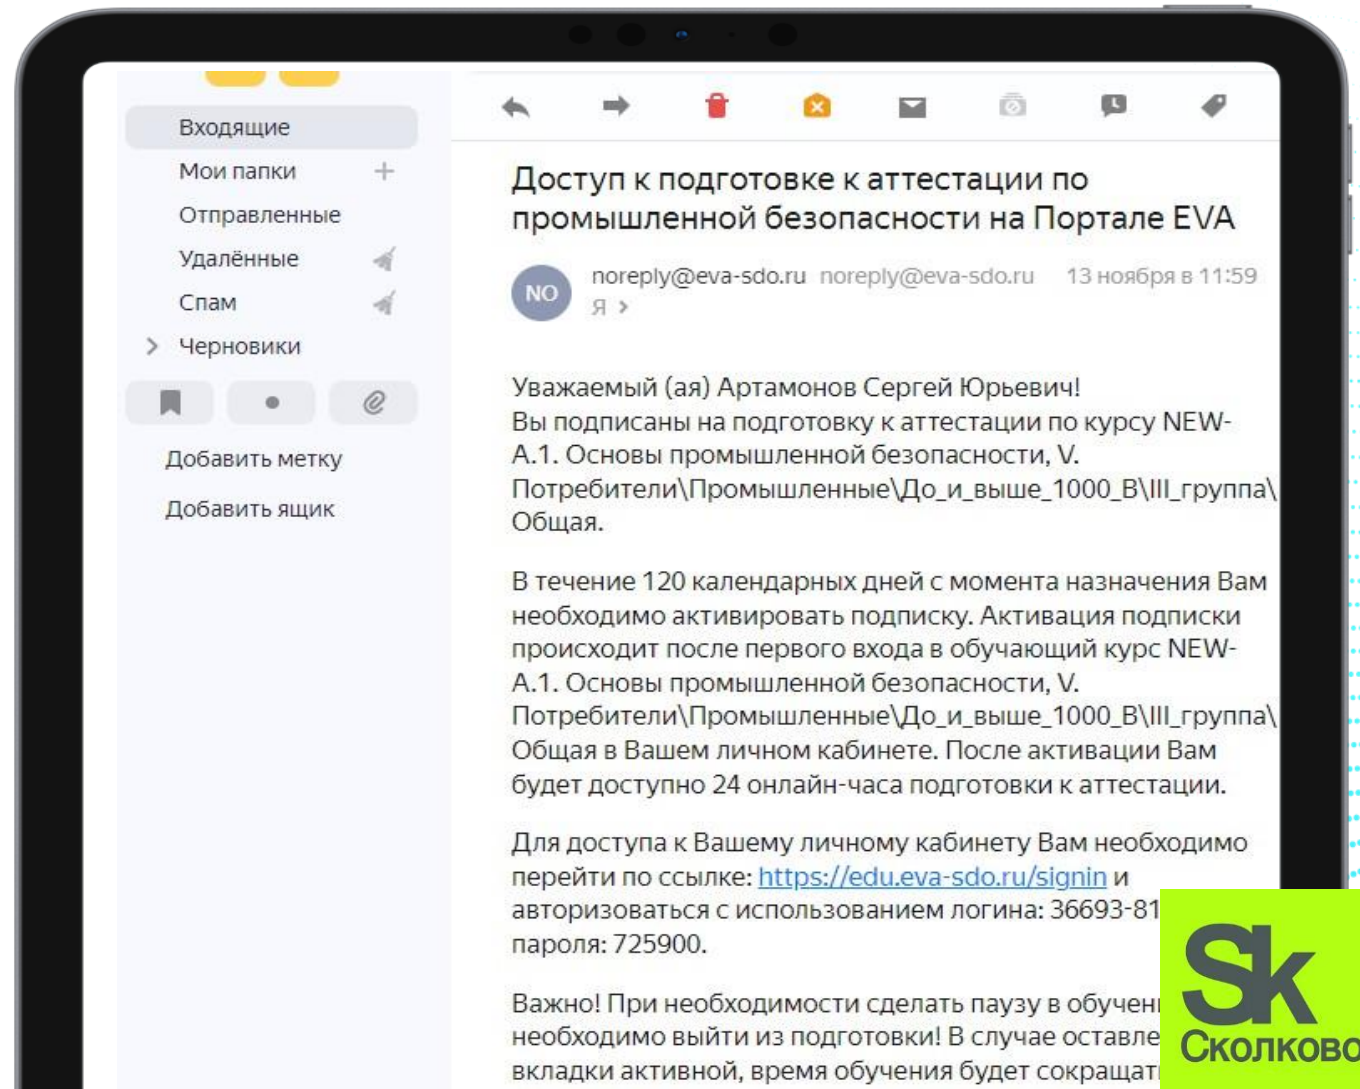 Входящие
Мои папки
Отправленные
Удалённые
Спам
Черновики
Добавить метку
Добавить ящик
Доступ к подготовке к аттестации по
промышленной безопасности на Портале EVA
NO
noreply@eva-sdo.ru noreply@eva-sdo.ru 13 ноября в 11:59
Я
Уважаемый (ая) Артамонов Сергей Юрьевич!
Вы подписаны на подготовку к аттестации по курсу NEW-
А.1. Основы промышленной безопасности, V.
Потребители\Промышленные\До_и_выше_1000_В\III_группа\
Общая.
В течение 120 календарных дней с момента назначения Вам
необходимо активировать подписку. Активация подписки
происходит после первого входа в обучающий курс NEW-
А.1. Основы промышленной безопасности, V.
Потребители\Промышленные\До_и_выше_1000_В\III_группа\
Общая в Вашем личном кабинете. После активации Вам
будет доступно 24 онлайн-часа подготовки к аттестации.
Для доступа к Вашему личному кабинету Вам необходимо
перейти по ссылке: https://edu.eva-sdo.ru/signin и
авторизоваться с использованием логина: 36693-81
пароля: 725900.
Важно! При необходимости сделать паузу в
необходимо выйти из подготовки! В случае
вкладки активной, время обучения будет
Sk
Сколково